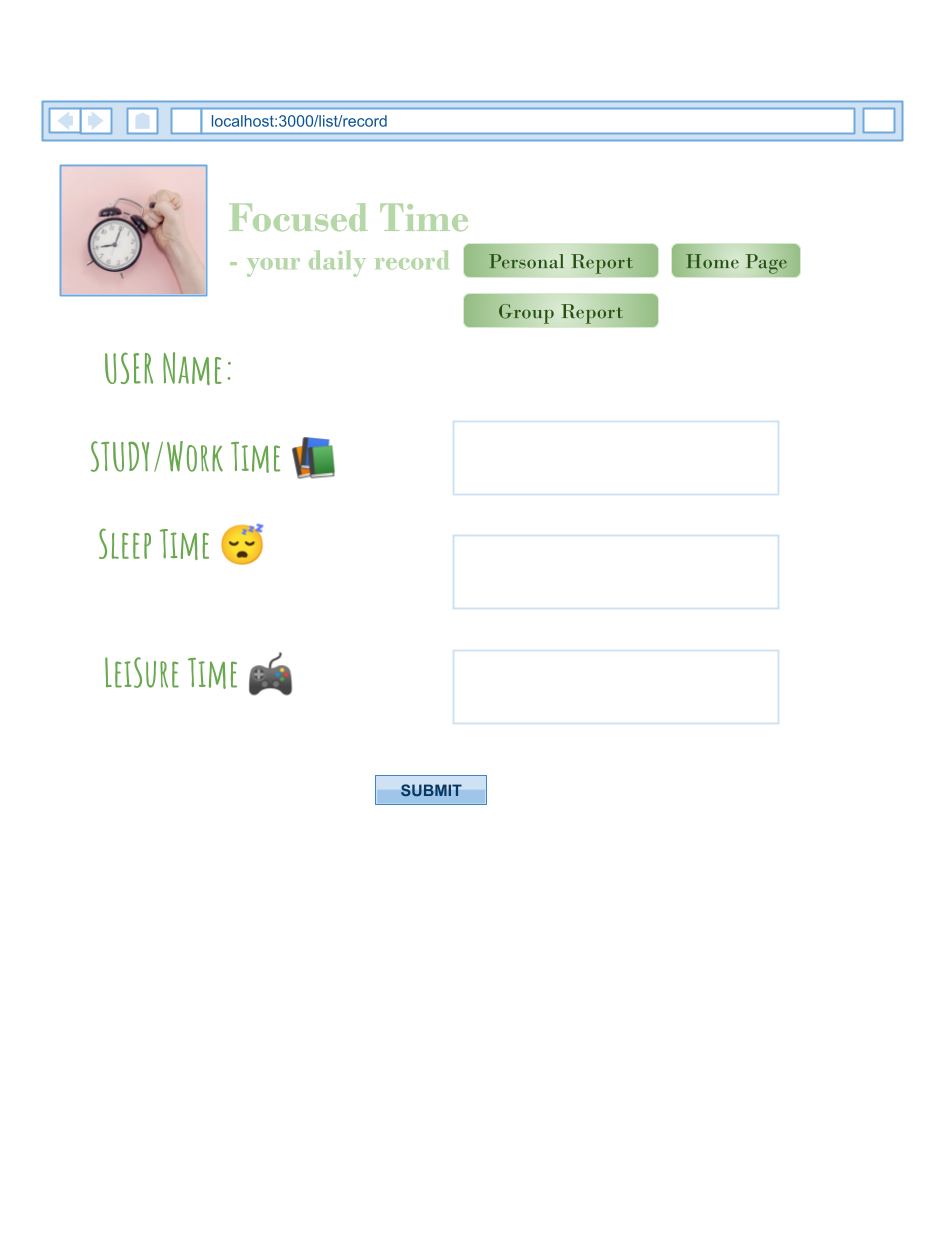 localhost:3000/list/record
Focused Time
- your daily record
Personal Report
Home Page
Group Report
USER Name:
STUDY/Work Time
Sleep Time
LeiSure Time
SUBMIT